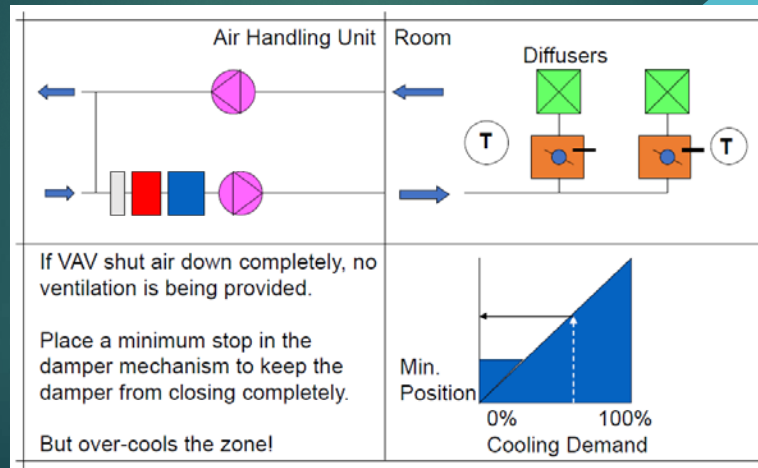 Air Handling Unit
Room
Diffusers
T
T
If VAV shut air down completely, no
ventilation is being provided.
Place a minimum stop in the
damper mechanism to keep the
damper from closing completely.
But over-cools the zone!
Min.
Position
0%
100%
Cooling Demand